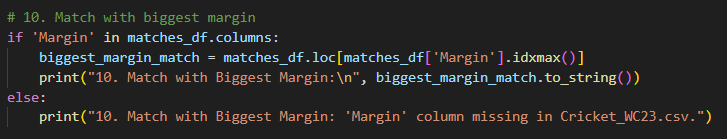 # 10. Match with biggest margin
if 'Margin' in matches_df.columns:
    biggest_margin_match = matches_df.loc[matches_df['Margin'].idxmax()]
    print("10. Match with Biggest Margin:\n", biggest_margin_match.to_string())
else:
    print("10. Match with Biggest Margin: 'Margin' column missing in Cricket_WC23.csv.")